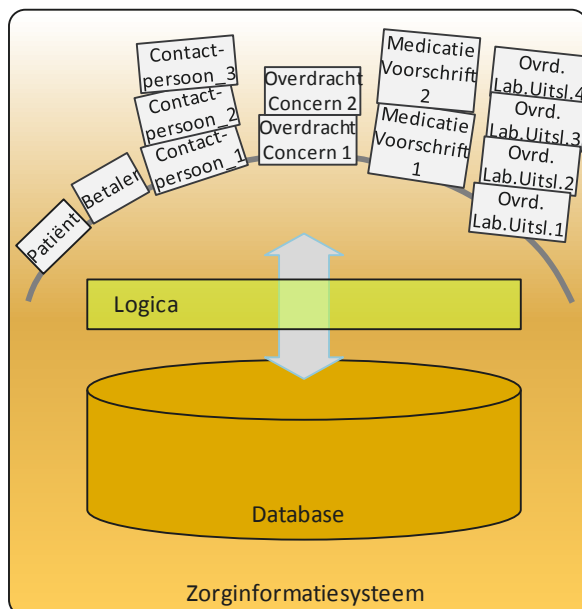 Contact-
persoon_3
Contact-
persoon_2
Contact-
persoon_1
Betaler
Patiënt
Overdracht
Concern 2
Overdracht
Concern 1
Medicatie
Voorschrift
2
Medicatie
Voorschrift
1
Ovrd.
Lab.Uitsl.4
Ovrd.
Lab.Uitsl.3
Ovrd.
Lab.Uitsl.2
Ovrd.
Lab.Uitsl.1
Logica
Database
Zorginformatiesysteem